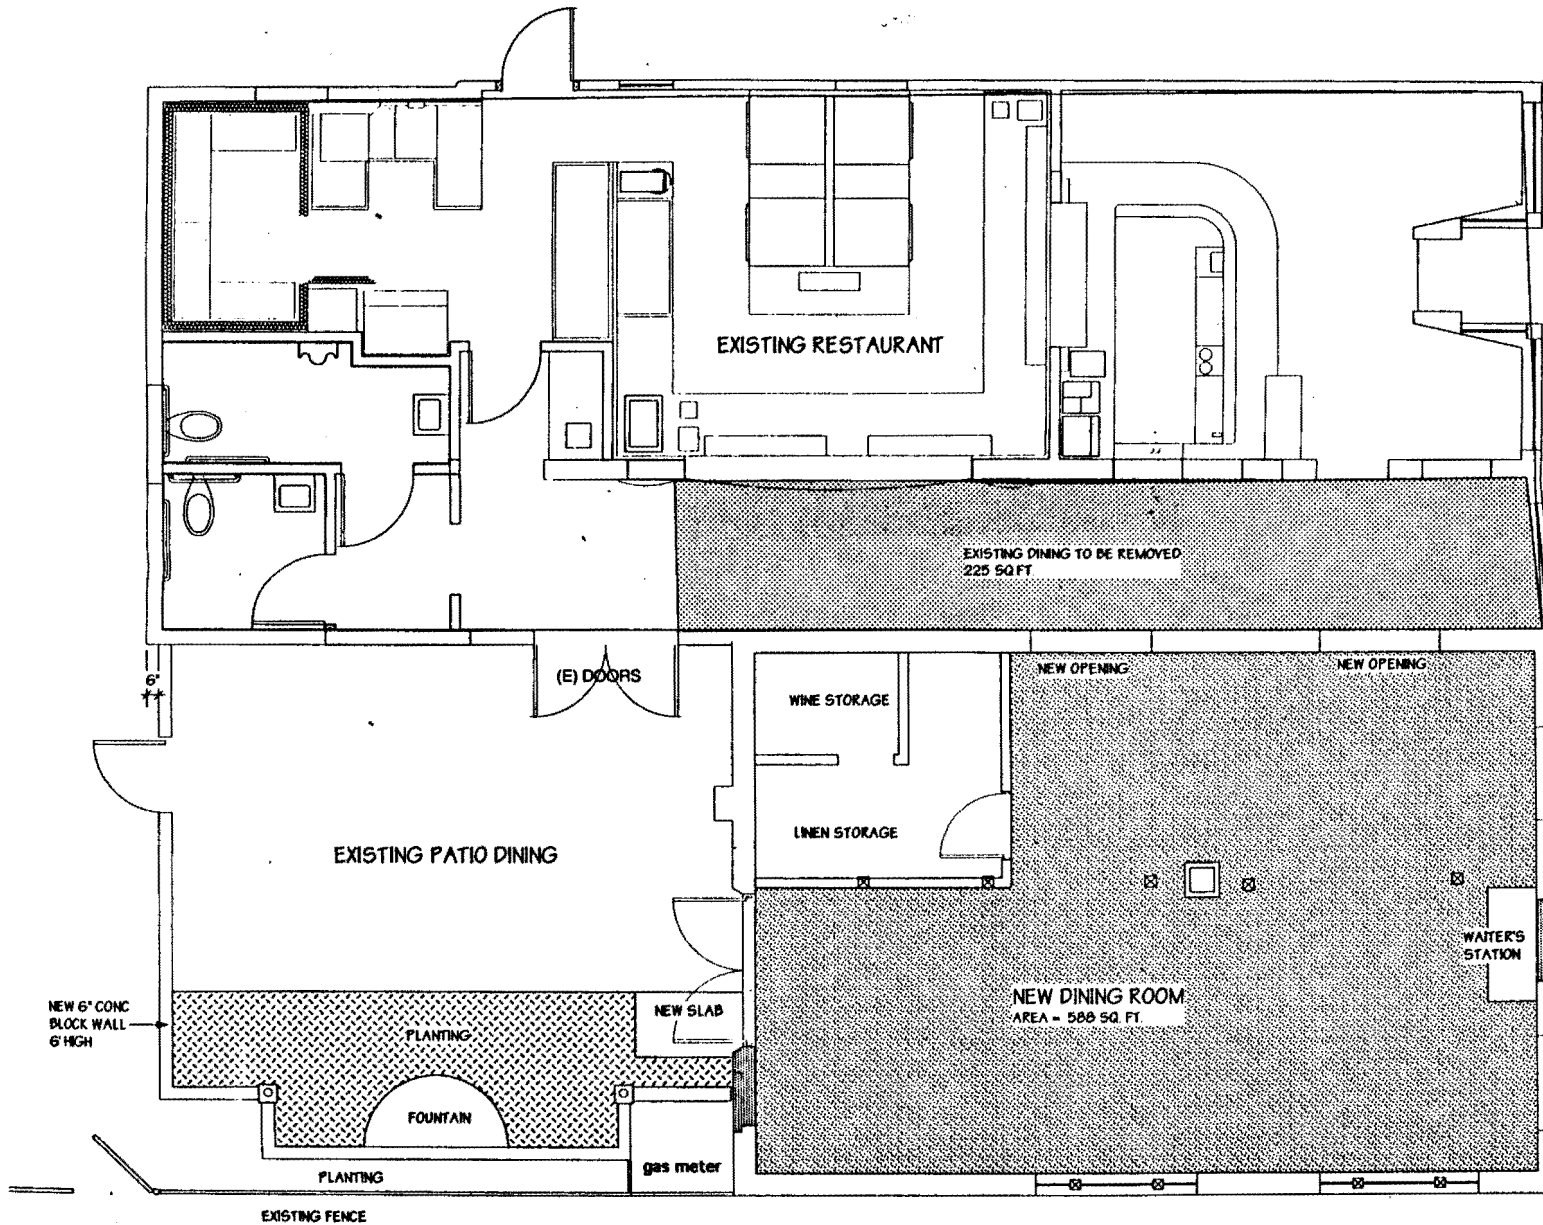 EXISTING RESTAURANT
EXISTING DINING TO BE REMOVED
225 SQ FT
6"
(E) DOORS
NEW OPENING
NEW OPENING
WINE STORAGE
LINEN STORAGE
EXISTING PATIO DINING
WAITER'S
STATION
NEW DINING ROOM
AREA = 588 SQ. FT.
NEW 6" CONC
BLOCK WALL
6' HIGH
NEW SLAB
PLANTING
FOUNTAIN
gas meter
PLANTING
EXISTING FENCE